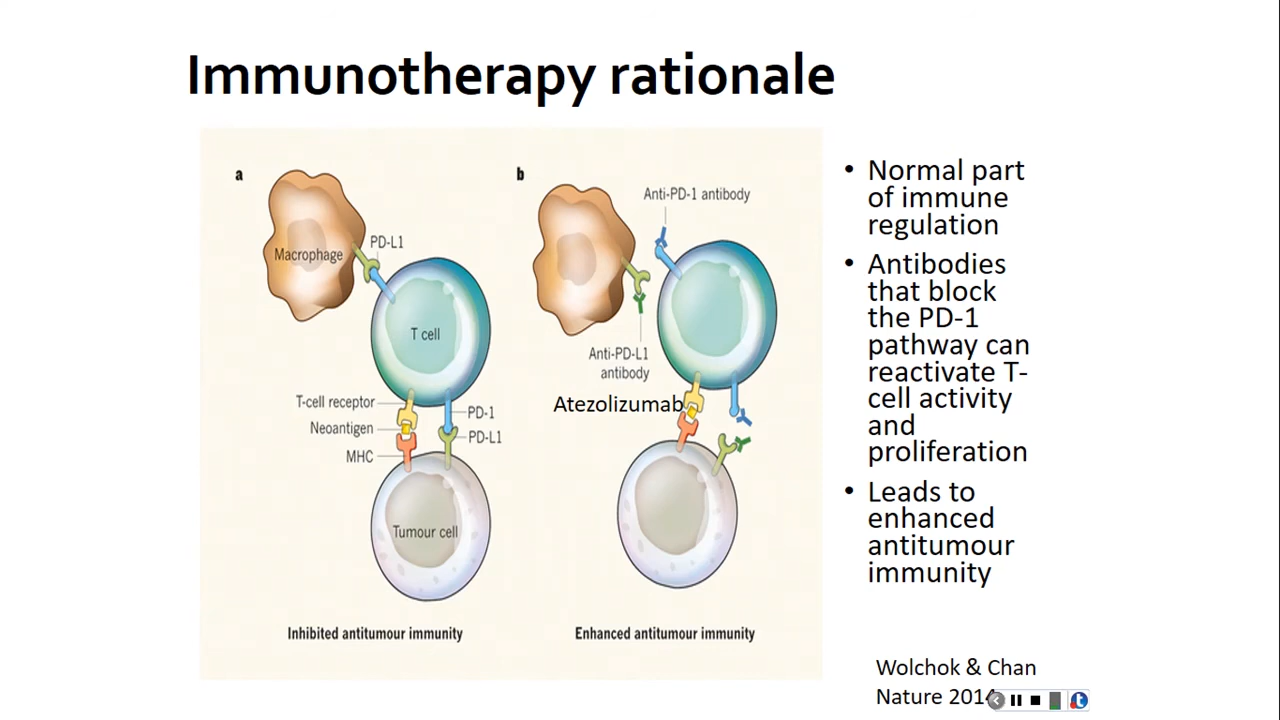 Immunotherapy rationale
a
Macrophage
PD-L1
T cell
T-cell receptor
Neoantigen
MHC
PD-1
PD-L1
Tumour cell
Inhibited antitumour immunity
b
Anti-PD-1 antibody
Anti-PD-L1
antibody
Atezolizumab
Enhanced antitumour immunity
• Normal part
of immune
regulation
• Antibodies
that block
the PD-1
pathway can
reactivate T-
cell activity
and
proliferation
• Leads to
enhanced
antitumour
immunity
Wolchok & Chan
Nature 2014
t